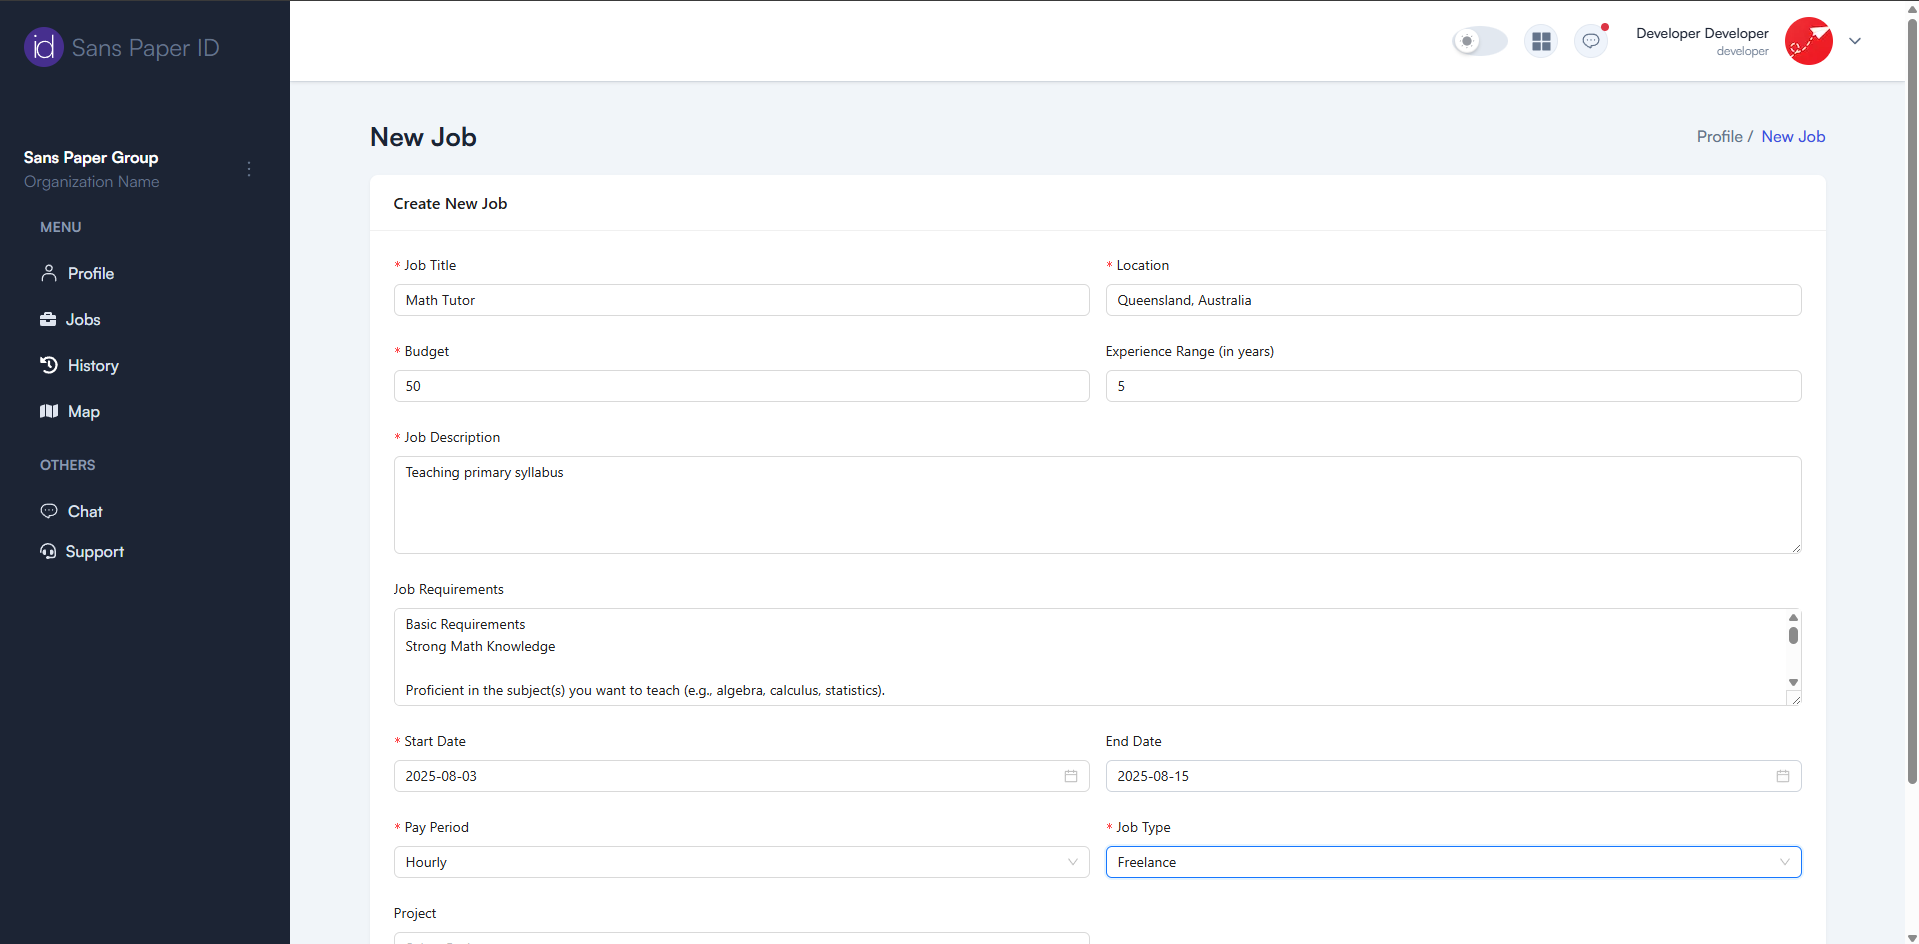 id Sans Paper ID
Developer Developer
developer
Sans Paper Group
Organization Name
MENU
Profile
Jobs
History
Map
OTHERS
Chat
Support
New Job
Profile / New Job
Create New Job
* Job Title
Math Tutor
* Location
Queensland, Australia
* Budget
50
Experience Range (in years)
5
* Job Description
Teaching primary syllabus
Job Requirements
Basic Requirements
Strong Math Knowledge
Proficient in the subject(s) you want to teach (e.g., algebra, calculus, statistics).
* Start Date
2025-08-03
End Date
2025-08-15
* Pay Period
Hourly
* Job Type
Freelance
Project